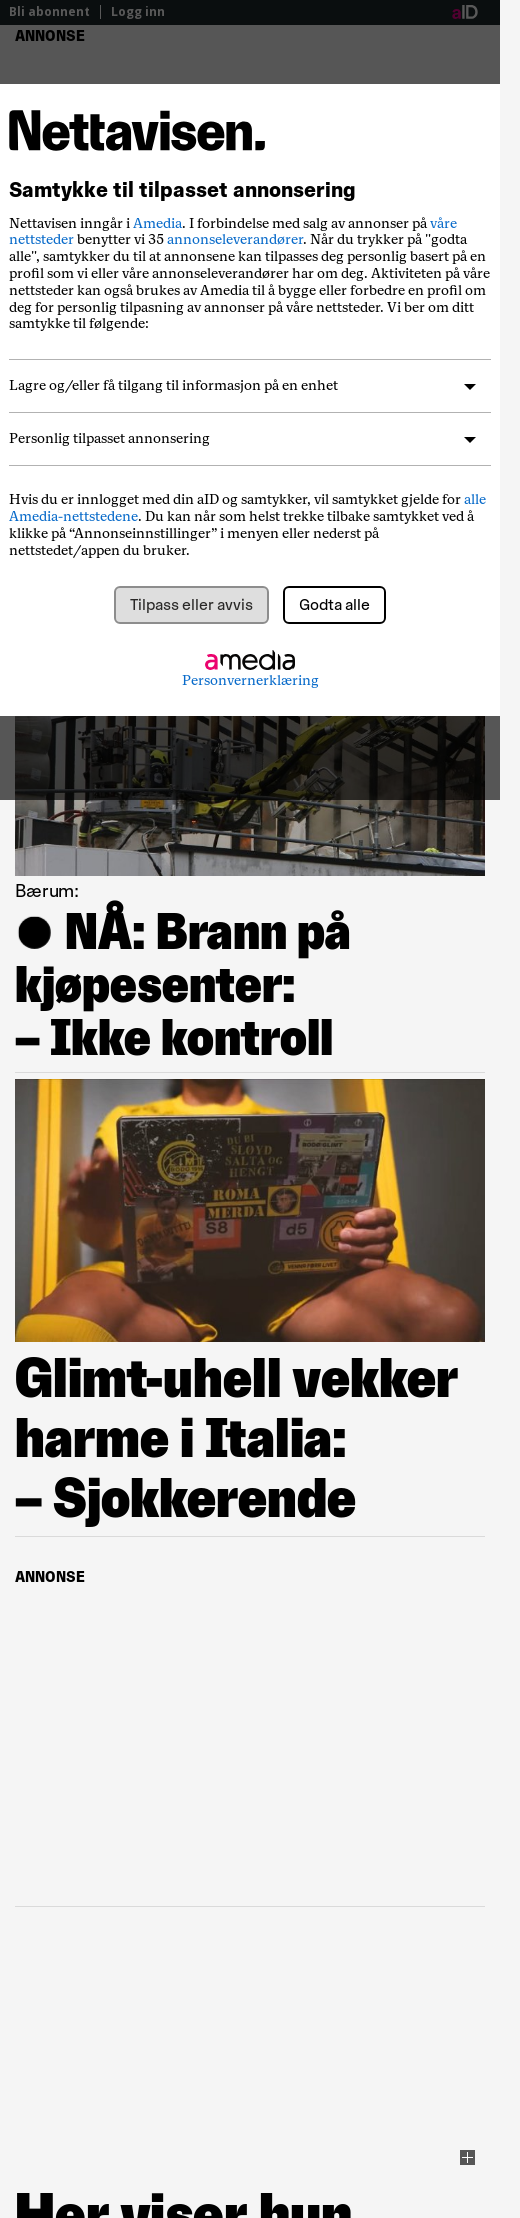 Bli abonnent | Logg inn
aID
ANNONSE
Nettavisen.
Samtykke til tilpasset annonsering
Nettavisen inngår i Amedia. I forbindelse med salg av annonser på våre
nettsteder benytter vi 35 annonseleverandører. Når du trykker på "godta
alle", samtykker du til at annonsene kan tilpasses deg personlig basert på en
profil som vi eller våre annonseleverandører har om deg. Aktiviteten på våre
nettsteder kan også brukes av Amedia til å bygge eller forbedre en profil om
deg for personlig tilpasning av annonser på våre nettsteder. Vi ber om ditt
samtykke til følgende:
Lagre og/eller få tilgang til informasjon på en enhet
Personlig tilpasset annonsering
Hvis du er innlogget med din aID og samtykker, vil samtykket gjelde for alle
Amedia-nettstedene. Du kan når som helst trekke tilbake samtykket ved å
klikke på “Annonseinnstillinger” i menyen eller nederst på
nettstedet/appen du bruker.
Tilpass eller avvis
Godta alle
amedia
Personvernerklæring
Bærum:
● NÅ: Brann på
kjøpesenter:
– Ikke kontroll
DU BI
SLØYD
SALTA OG
HENGT
ROMA
MERDA
S8
d5
Glimt-uhell vekker
harme i Italia:
– Sjokkerende
ANNONSE
Her viser hun